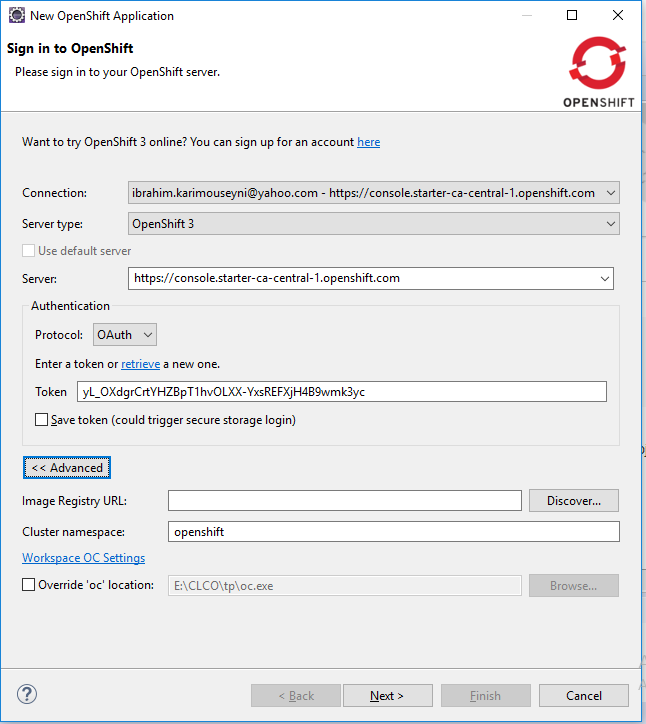 New OpenShift Application
Sign in to OpenShift
Please sign in to your OpenShift server.
OPENSHIFT
Want to try OpenShift 3 online? You can sign up for an account here
Connection: ibrahim.karimouseyni@yahoo.com - https://console.starter-ca-central-1.openshift.com
Server type: OpenShift 3
Use default server
Server: https://console.starter-ca-central-1.openshift.com
Authentication
Protocol: OAuth
Enter a token or retrieve a new one.
Token yL_OXdgrCrtYHZBpT1hvOLXX-YxsREFXjH4B9wmk3yc
Save token (could trigger secure storage login)
<< Advanced
Image Registry URL: Discover...
Cluster namespace: openshift
Workspace OC Settings
Override 'oc' location: E:\CLCO\tp\oc.exe Browse...
? < Back Next > Finish Cancel